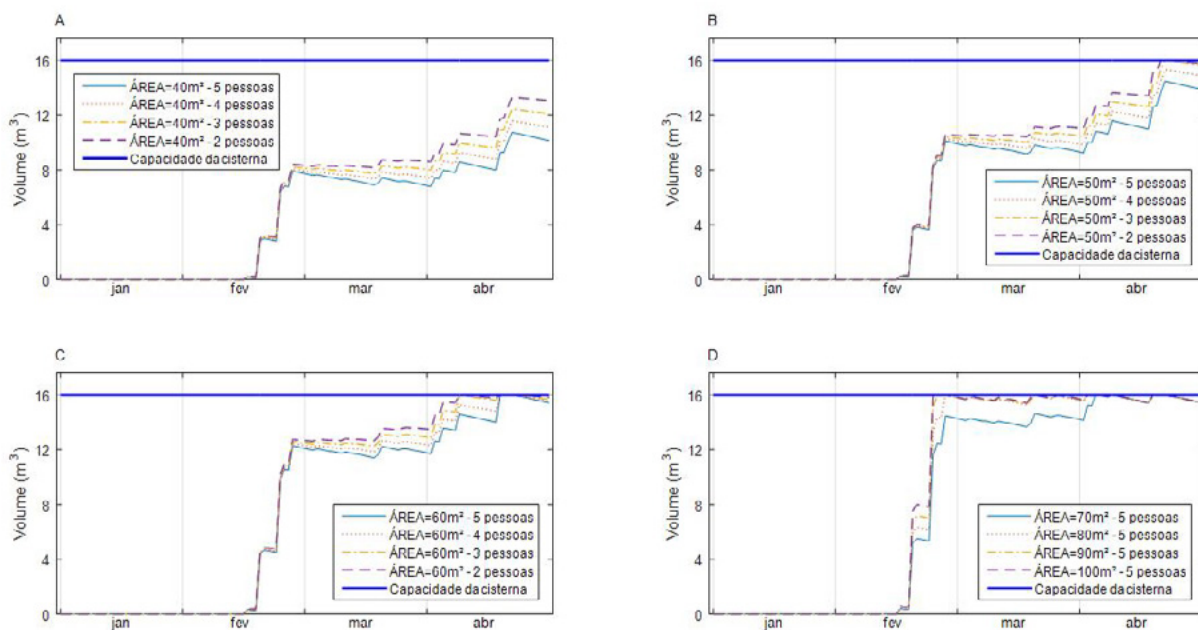 A
Volume (m³)
16
12
8
4
0
ÁREA=40m² - 5 pessoas
ÁREA=40m² - 4 pessoas
ÁREA=40m² - 3 pessoas
ÁREA=40m² - 2 pessoas
Capacidade da cisterna
jan fev mar abr
B
Volume (m³)
16
12
8
4
0
ÁREA=50m² - 5 pessoas
ÁREA=50m² - 4 pessoas
ÁREA=50m² - 3 pessoas
ÁREA=50m² - 2 pessoas
Capacidade da cisterna
jan fev mar abr
C
Volume (m³)
16
12
8
4
0
ÁREA=60m² - 5 pessoas
ÁREA=60m² - 4 pessoas
ÁREA=60m² - 3 pessoas
ÁREA=60m² - 2 pessoas
Capacidade da cisterna
jan fev mar abr
D
Volume (m³)
16
12
8
4
0
ÁREA=70m² - 5 pessoas
ÁREA=80m² - 5 pessoas
ÁREA=90m² - 5 pessoas
ÁREA=100m² - 5 pessoas
Capacidade da cisterna
jan fev mar abr